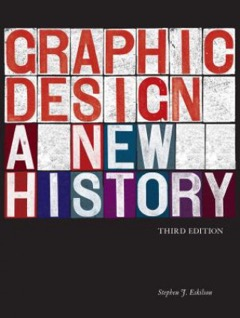 GRAPHIC
DESIGN
A NEW
HISTORY
THIRD EDITION
Stephen J. Eskilson